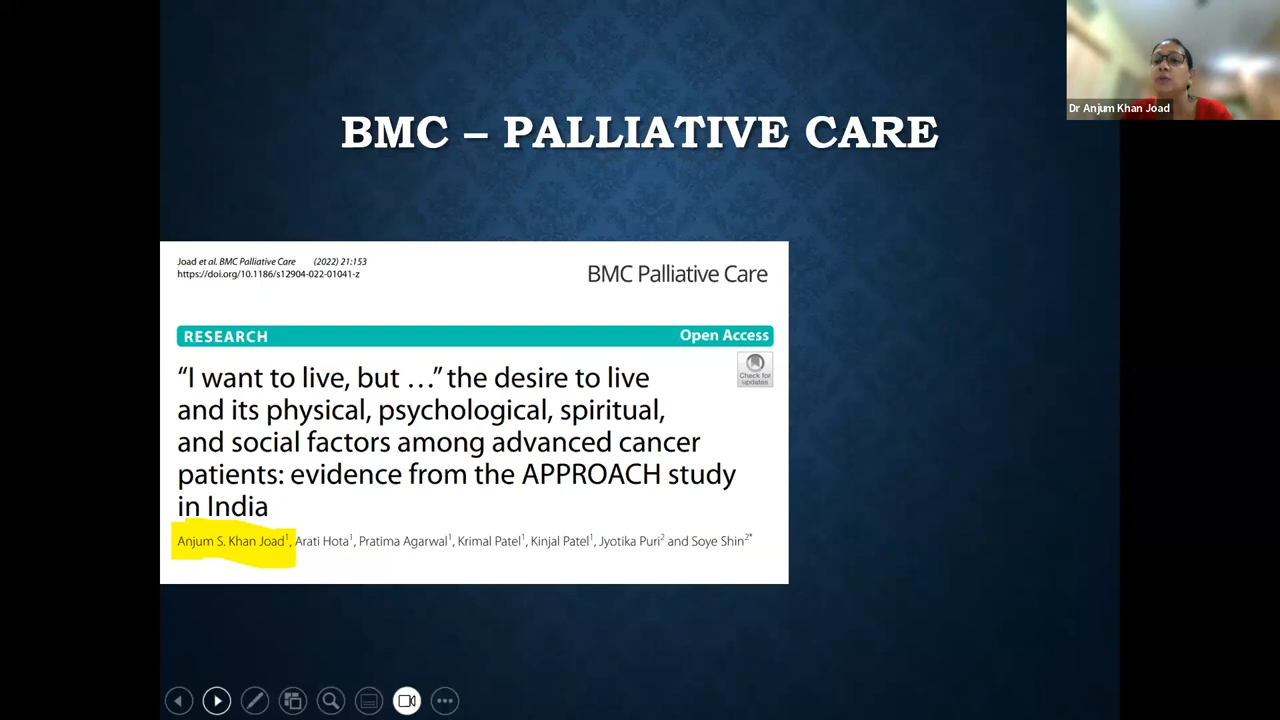 Dr Anjum Khan Joad
BMC – PALLIATIVE CARE
Joad et al. BMC Palliative Care (2022) 21:153
https://doi.org/10.1186/s12904-022-01041-z
BMC Palliative Care
RESEARCH Open Access
“I want to live, but …” the desire to live
and its physical, psychological, spiritual,
and social factors among advanced cancer
patients: evidence from the APPROACH study
in India
Check for
updates
Anjum S. Khan Joad1, Arati Hota1, Pratima Agarwal1, Krimal Patel1, Kinjal Patel1, Jyotika Puri2 and Soye Shin2*